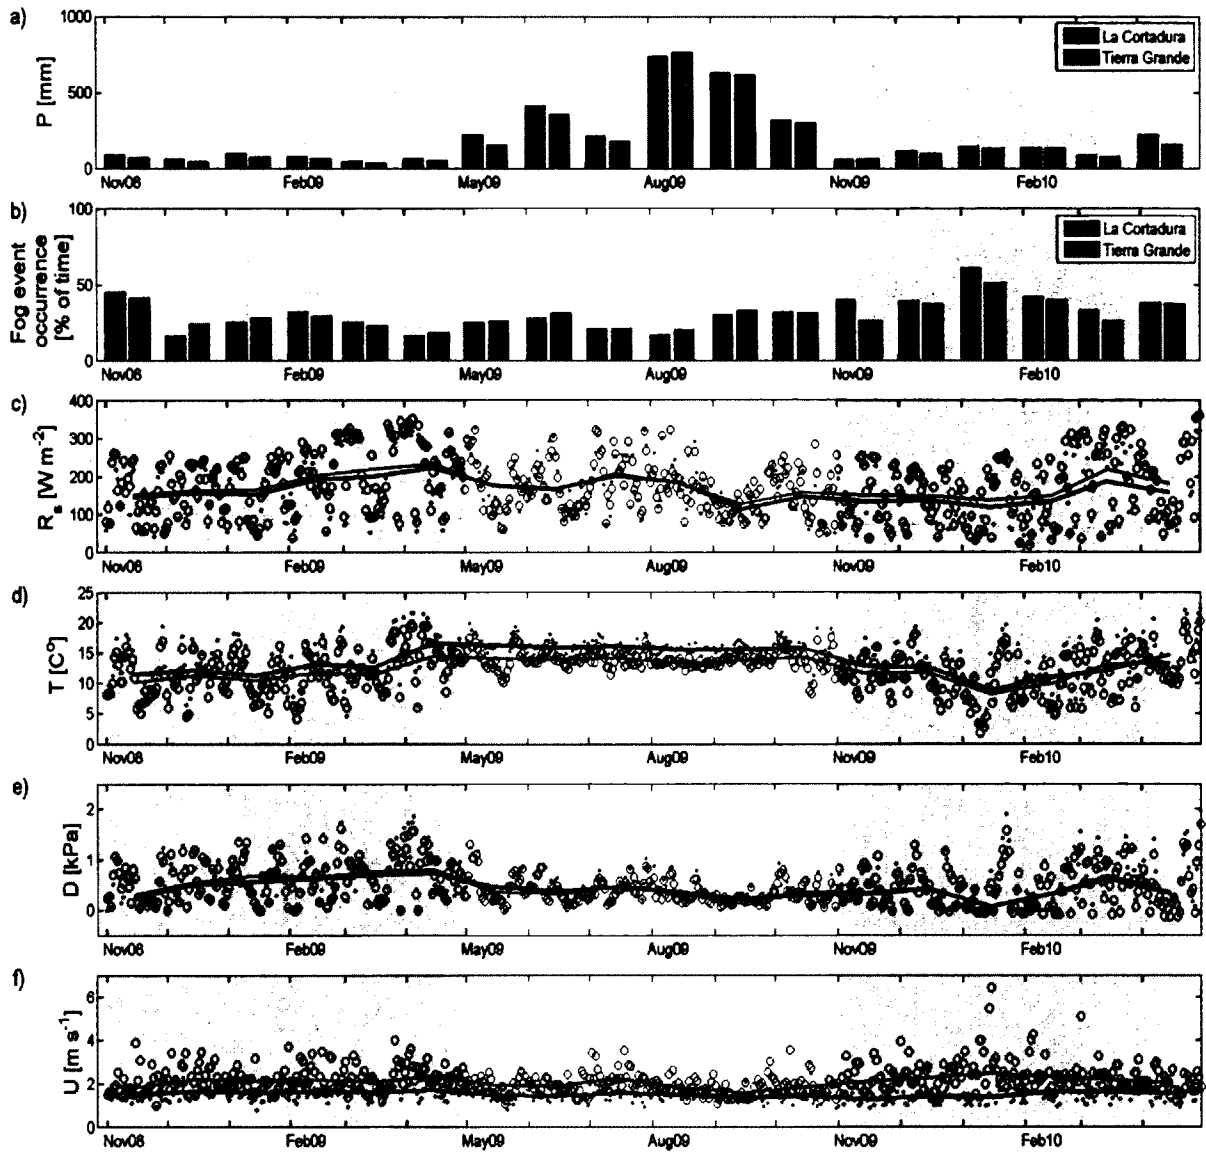 a)
P [mm]
1000
500
0
La Cortadura
Tierra Grande
Nov08 Feb09 May09 Aug09 Nov09 Feb10
b)
Fog event
occurrence
[% of time]
100
50
0
La Cortadura
Tierra Grande
Nov08 Feb09 May09 Aug09 Nov09 Feb10
c)
Rs [W m-2]
400
300
200
100
0
Nov08 Feb09 May09 Aug09 Nov09 Feb10
d)
T [C°]
25
20
15
10
5
0
Nov08 Feb09 May09 Aug09 Nov09 Feb10
e)
D [kPa]
2
1
0
Nov08 Feb09 May09 Aug09 Nov09 Feb10
f)
U [m s-1]
6
4
2
0
Nov08 Feb09 May09 Aug09 Nov09 Feb10